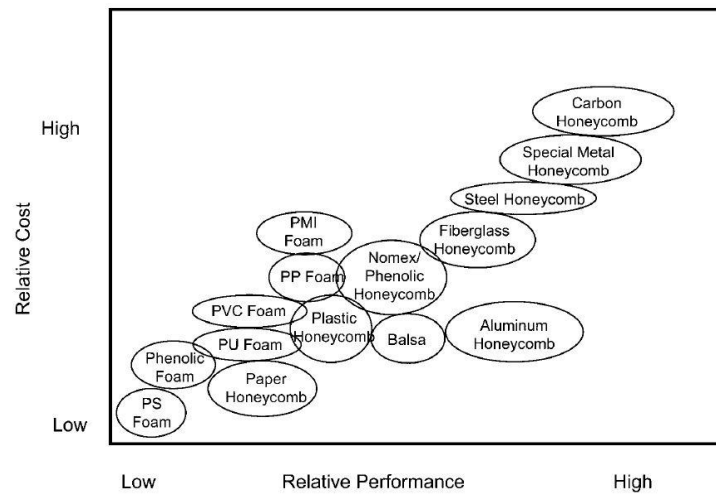 Carbon
Honeycomb
High
Special Metal
Honeycomb
Steel Honeycomb
PMI
Foam
Fiberglass
Honeycomb
Nomex/
Phenolic
Honeycomb
PP Foam
Relative Cost
PVC Foam
Plastic
Honeycomb
Aluminum
Honeycomb
PU Foam
Balsa
Phenolic
Foam
Paper
Honeycomb
PS
Foam
Low
Low
Relative Performance
High